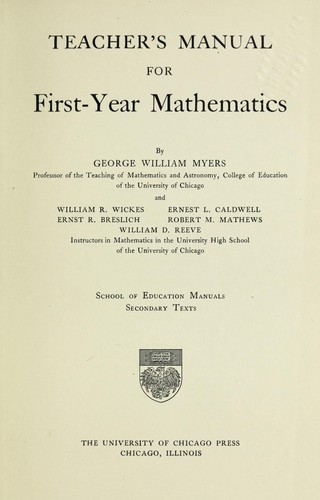 TEACHER'S MANUAL
FOR
First-Year Mathematics
By
GEORGE WILLIAM MYERS
Professor of the Teaching of Mathematics and Astronomy, College of Education
of the University of Chicago
and
WILLIAM R. WICKES ERNEST L. CALDWELL
ERNST R. BRESLICH ROBERT M. MATHEWS
WILLIAM D. REEVE
Instructors in Mathematics in the University High School
of the University of Chicago
SCHOOL OF EDUCATION MANUALS
SECONDARY TEXTS
THE UNIVERSITY OF CHICAGO PRESS
CHICAGO, ILLINOIS